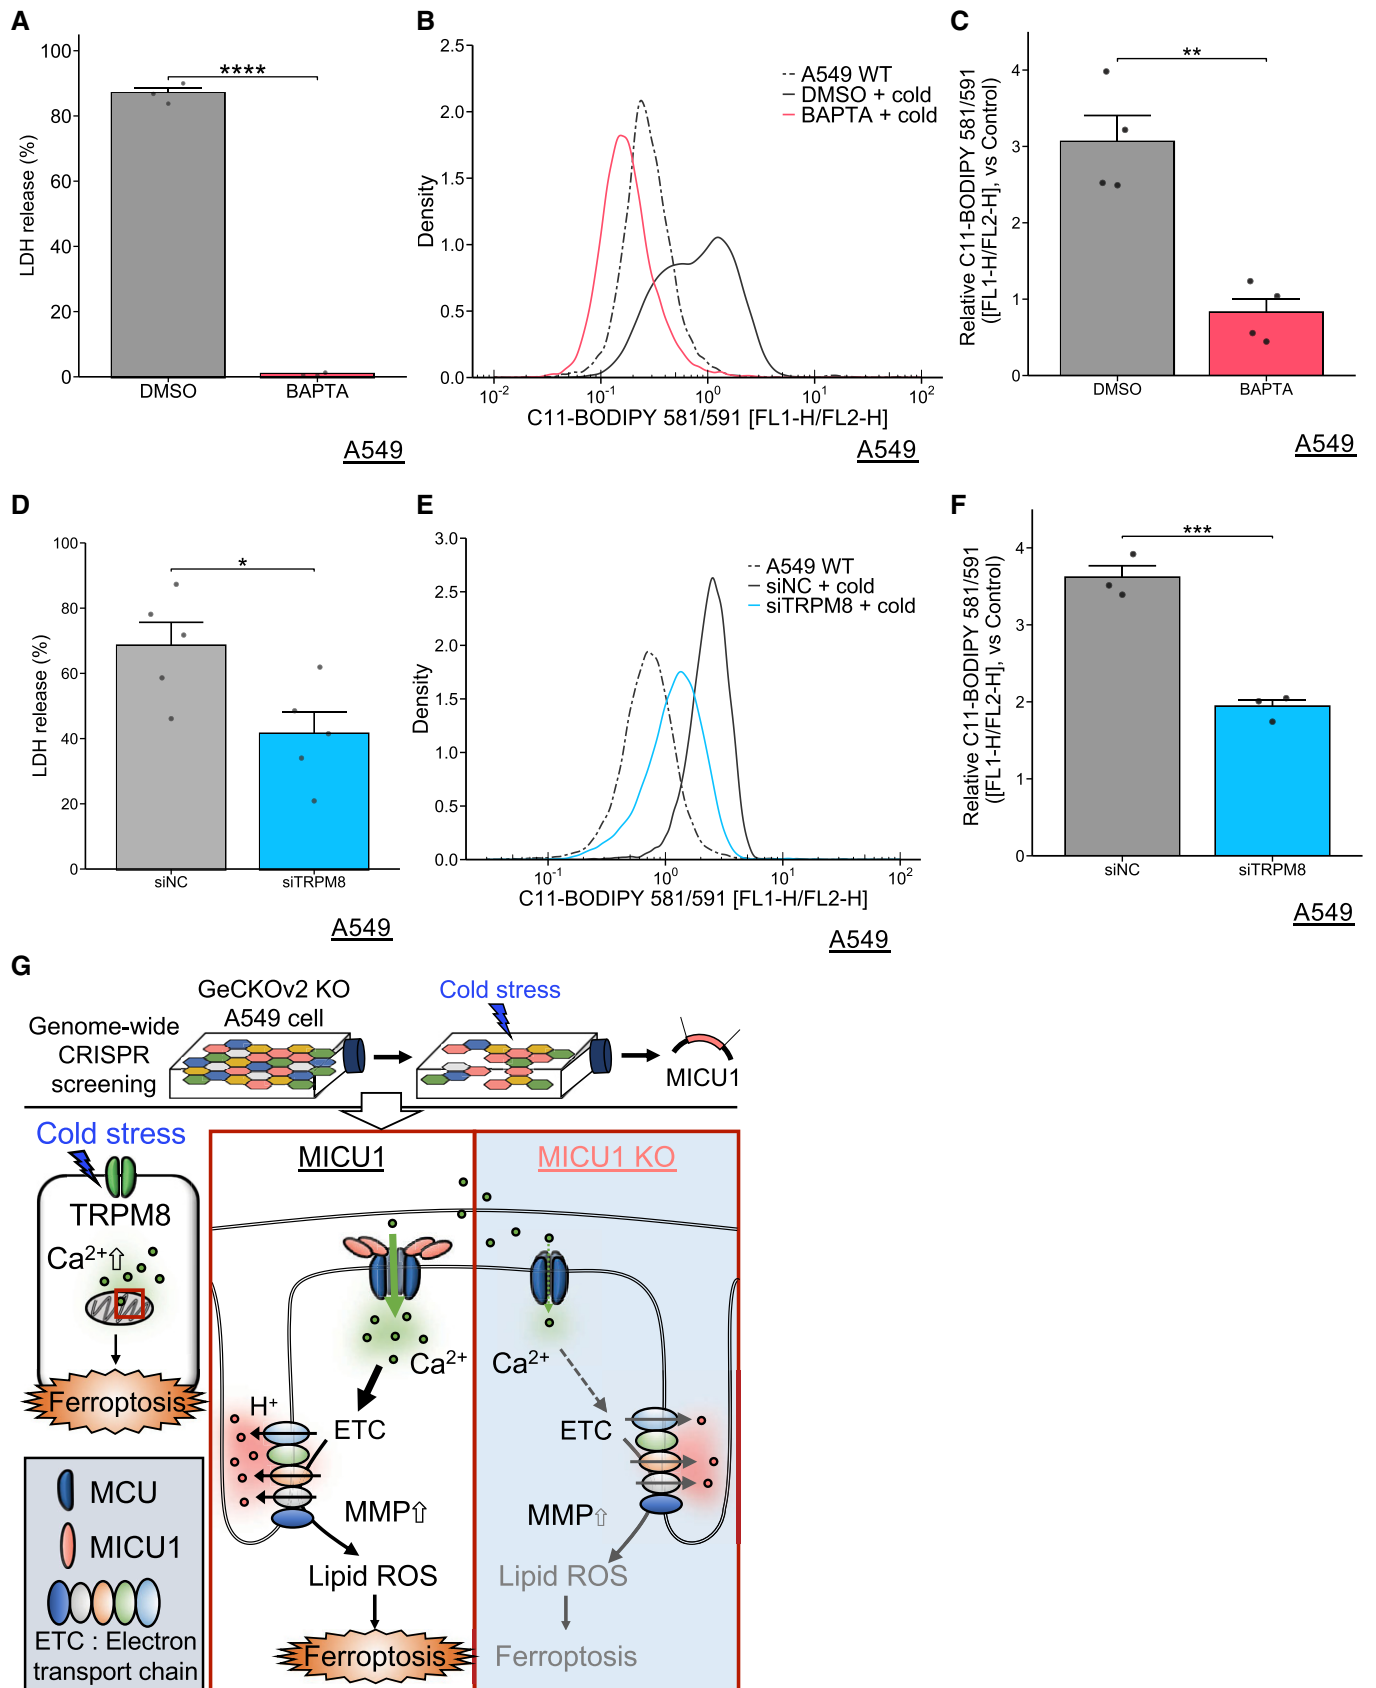 A
LDH release (%)
100
80
60
40
20
0
****
DMSO
BAPTA
A549
B
Density
2.5
2.0
1.5
1.0
0.5
0.0
A549 WT
DMSO + cold
BAPTA + cold
10-2
10-1
100
101
102
C11-BODIPY 581/591 [FL1-H/FL2-H]
A549
C
Relative C11-BODIPY 581/591
([FL1-H/FL2-H], vs Control)
4
3
2
1
0
**
DMSO
BAPTA
A549
D
LDH release (%)
100
80
60
40
20
0
*
siNC
siTRPM8
A549
E
Density
3.0
2.5
2.0
1.5
1.0
0.5
0.0
A549 WT
siNC + cold
siTRPM8 + cold
10-1
100
101
102
C11-BODIPY 581/591 [FL1-H/FL2-H]
A549
F
Relative C11-BODIPY 581/591
([FL1-H/FL2-H], vs Control)
4
3
2
1
0
***
siNC
siTRPM8
A549
G
Genome-wide
CRISPR
screening
GeCKOv2 KO
A549 cell
Cold stress
MICU1
Cold stress
TRPM8
Ca2+⇧
Ferroptosis
MCU
MICU1
ETC : Electron
transport chain
MICU1
Ca2+
H+
ETC
MMP⇧
Lipid ROS
Ferroptosis
MICU1 KO
Ca2+
ETC
MMP⇧
Lipid ROS
Ferroptosis